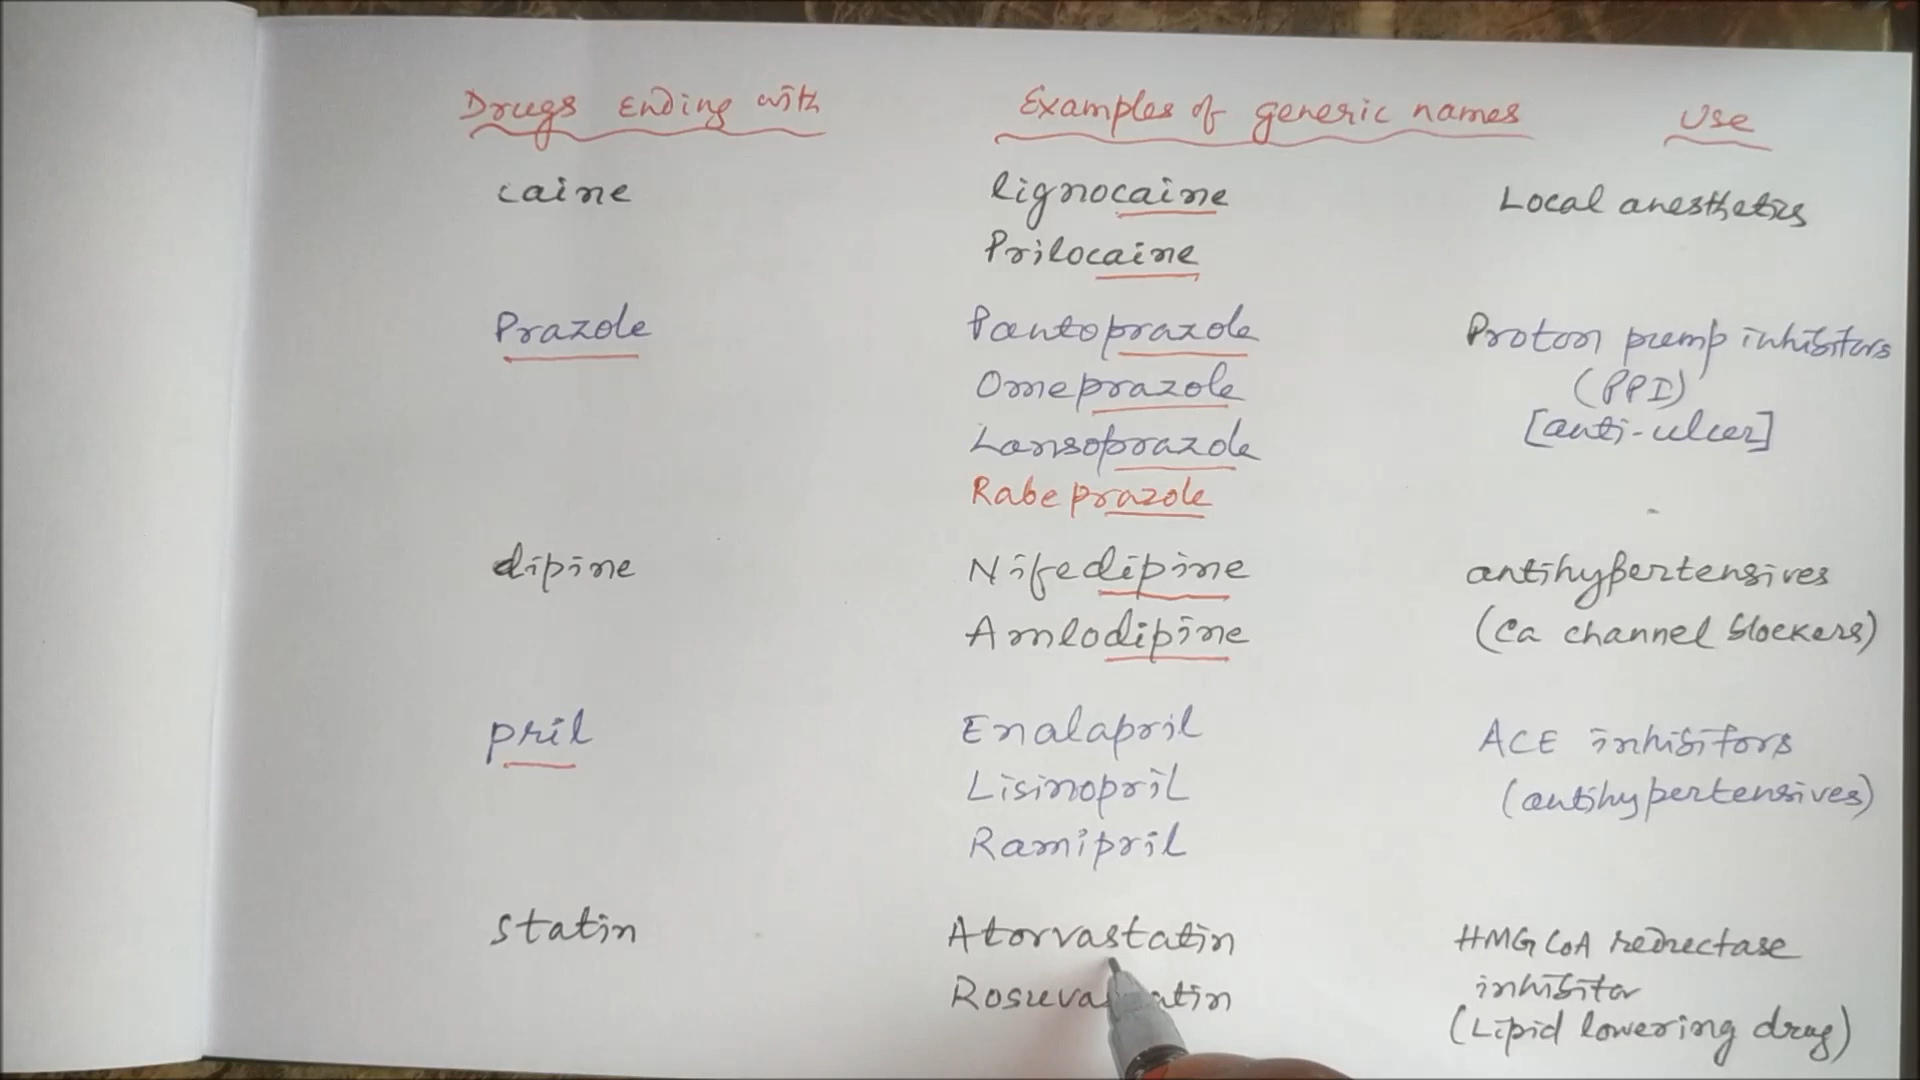 Drugs Ending with Examples of generic names Use
caine lignocaine Local anesthetics
Prilocaine
Prazole Pantoprazole Proton pump inhibitors
Omeprazole (PPI)
Lansoprazole [anti-ulcer]
Rabeprazole
dipine Nifedipine antihypertensives
Amlodipine (Ca channel blockers)
pril Enalapril ACE inhibitors
Lisinopril (antihypertensives)
Ramipril
statin Atorvastatin HMG CoA reductase
inhibitor
(Lipid lowering drug)